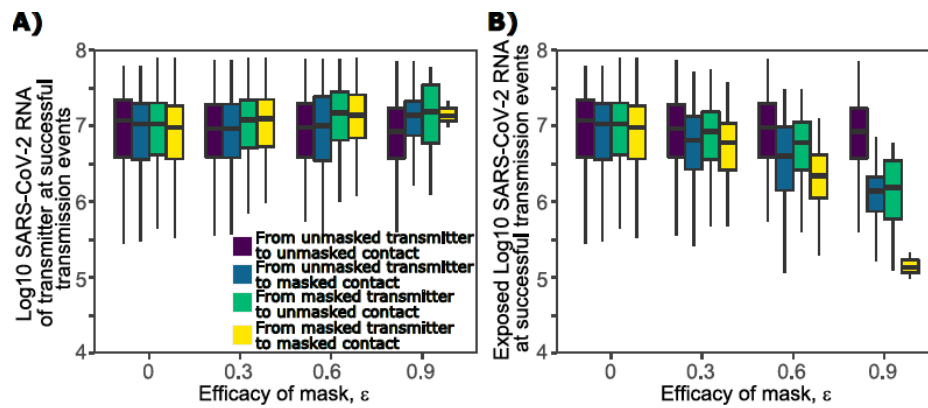 A)
Log10 SARS-CoV-2 RNA
of transmitter at successful
transmission events
8
7
6
5
4
From unmasked transmitter
to unmasked contact
From unmasked transmitter
to masked contact
From masked transmitter
to unmasked contact
From masked transmitter
to masked contact
0 0.3 0.6 0.9
Efficacy of mask, ε
B)
Exposed Log10 SARS-CoV-2 RNA
at successful transmission events
8
7
6
5
4
0 0.3 0.6 0.9
Efficacy of mask, ε